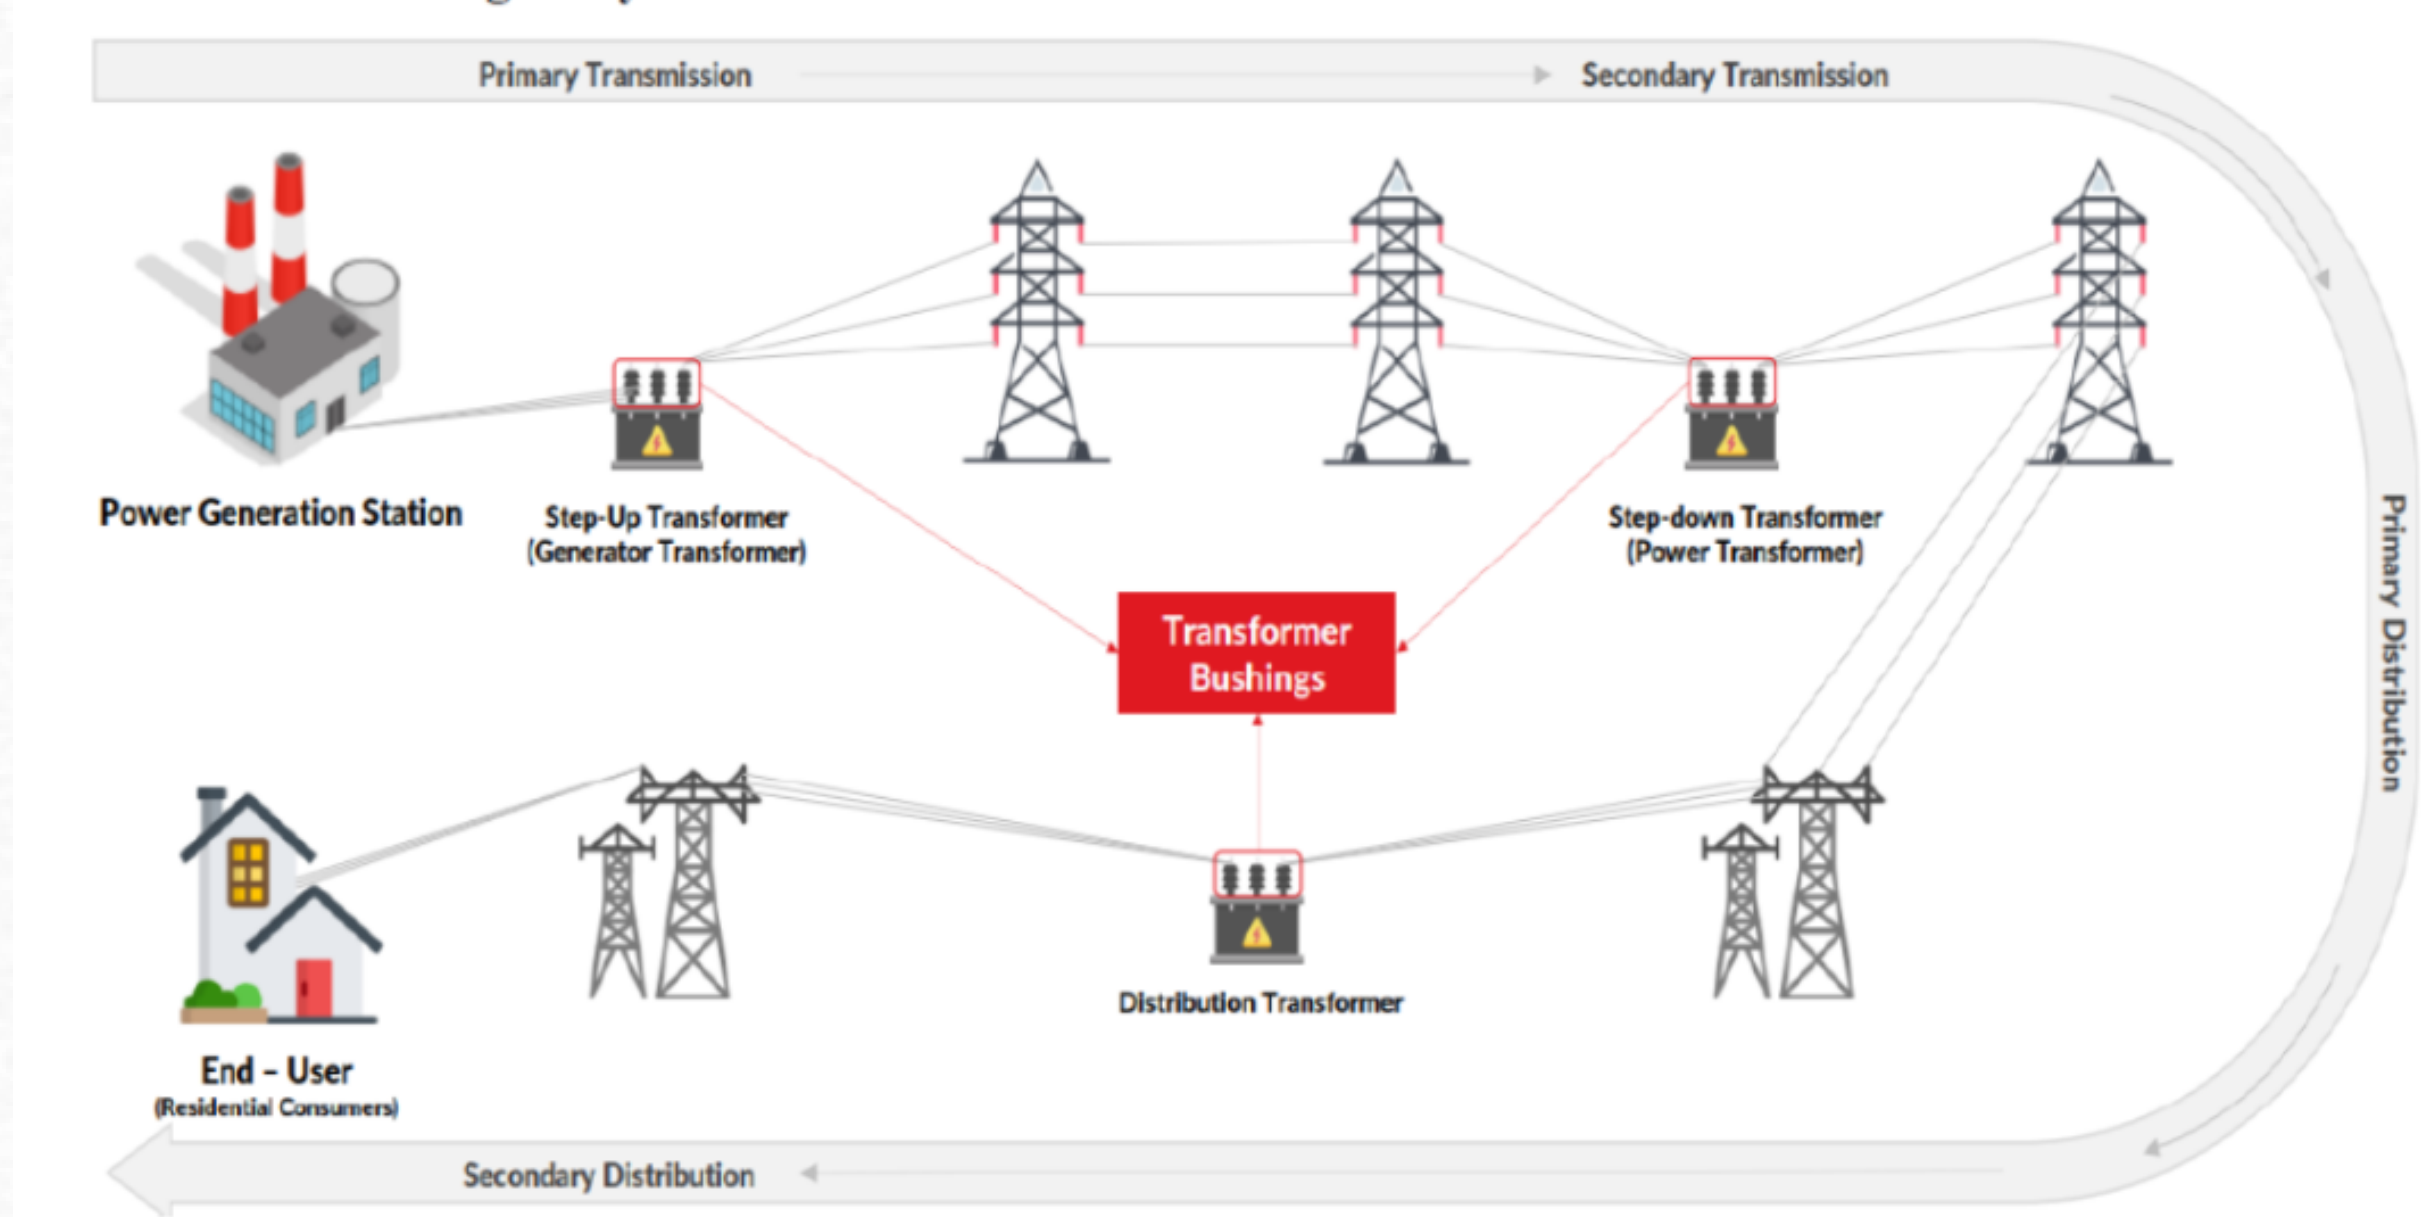 Primary Transmission
Secondary Transmission
Power Generation Station
Step-Up Transformer
(Generator Transformer)
Step-down Transformer
(Power Transformer)
Primary Distribution
Transformer
Bushings
Distribution Transformer
End – User
(Residential Consumers)
Secondary Distribution